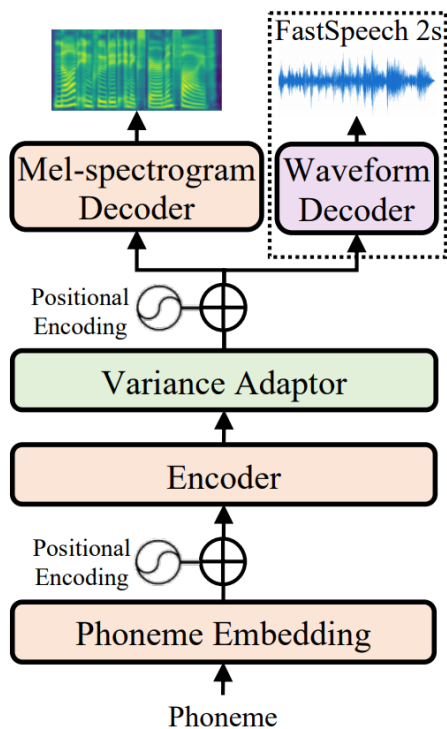 FastSpeech 2s
Mel-spectrogram
Decoder
Waveform
Decoder
Positional
Encoding
Variance Adaptor
Encoder
Positional
Encoding
Phoneme Embedding
Phoneme